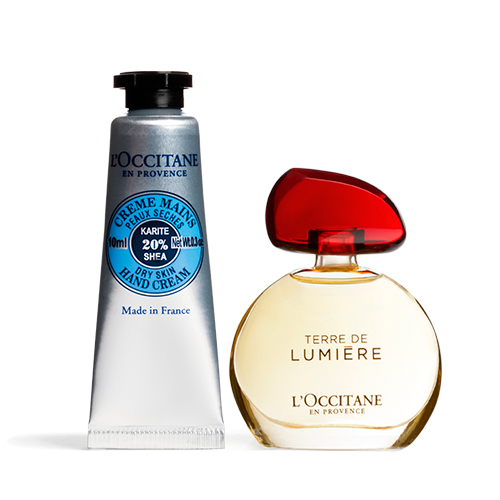 L'OCCITANE
EN PROVENCE
CREME MAINS
PEAUX SECHES
KARITE
10ml 20% Net Wt.0.3oz
SHEA
DRY SKIN
HAND CREAM
Made in France
TERRE DE
LUMIÈRE
L'OCCITANE
EN PROVENCE